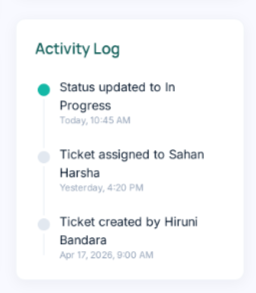 Activity Log
Status updated to In
Progress
Today, 10:45 AM
Ticket assigned to Sahan
Harsha
Yesterday, 4:20 PM
Ticket created by Hiruni
Bandara
Apr 17, 2026, 9:00 AM